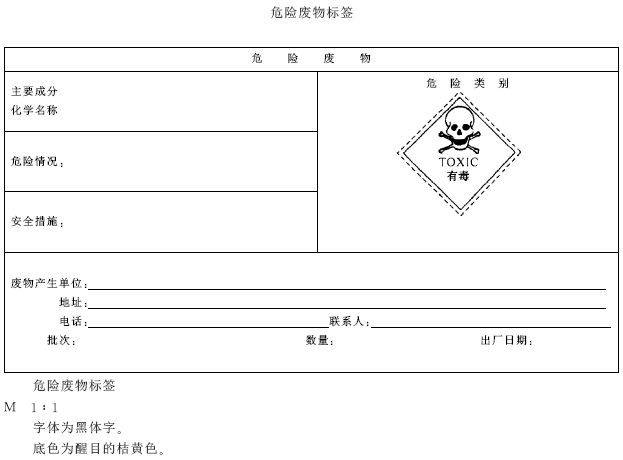 危险废物标签
危 险 废 物
主要成分
化学名称
危险情况：
安全措施：
危 险 类 别
TOXIC
有毒
废物产生单位：
地址：
电话： 联系人：
批次： 数量： 出厂日期：
危险废物标签
M 1：1
字体为黑体字。
底色为醒目的桔黄色。